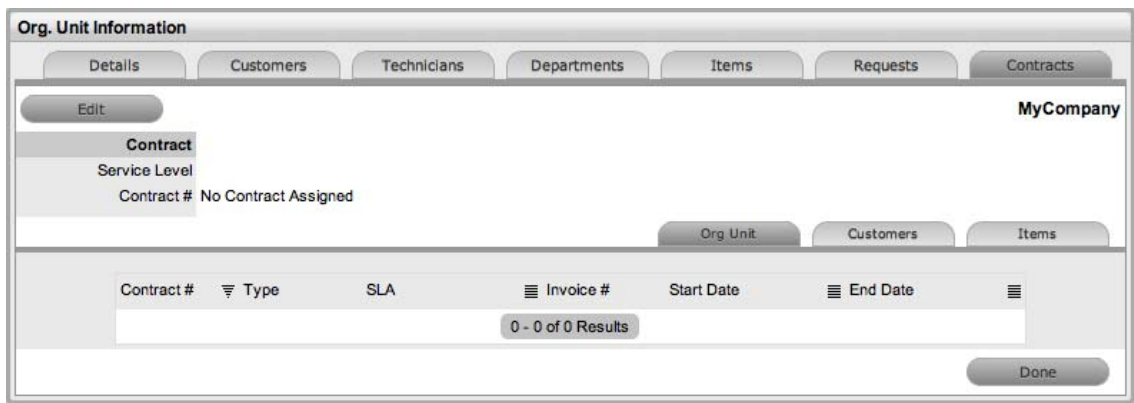 Org. Unit Information
Details Customers Technicians Departments Items Requests Contracts
Edit MyCompany
Contract
Service Level
Contract # No Contract Assigned
Org Unit Customers Items
Contract # Type SLA Invoice # Start Date End Date
0 - 0 of 0 Results
Done